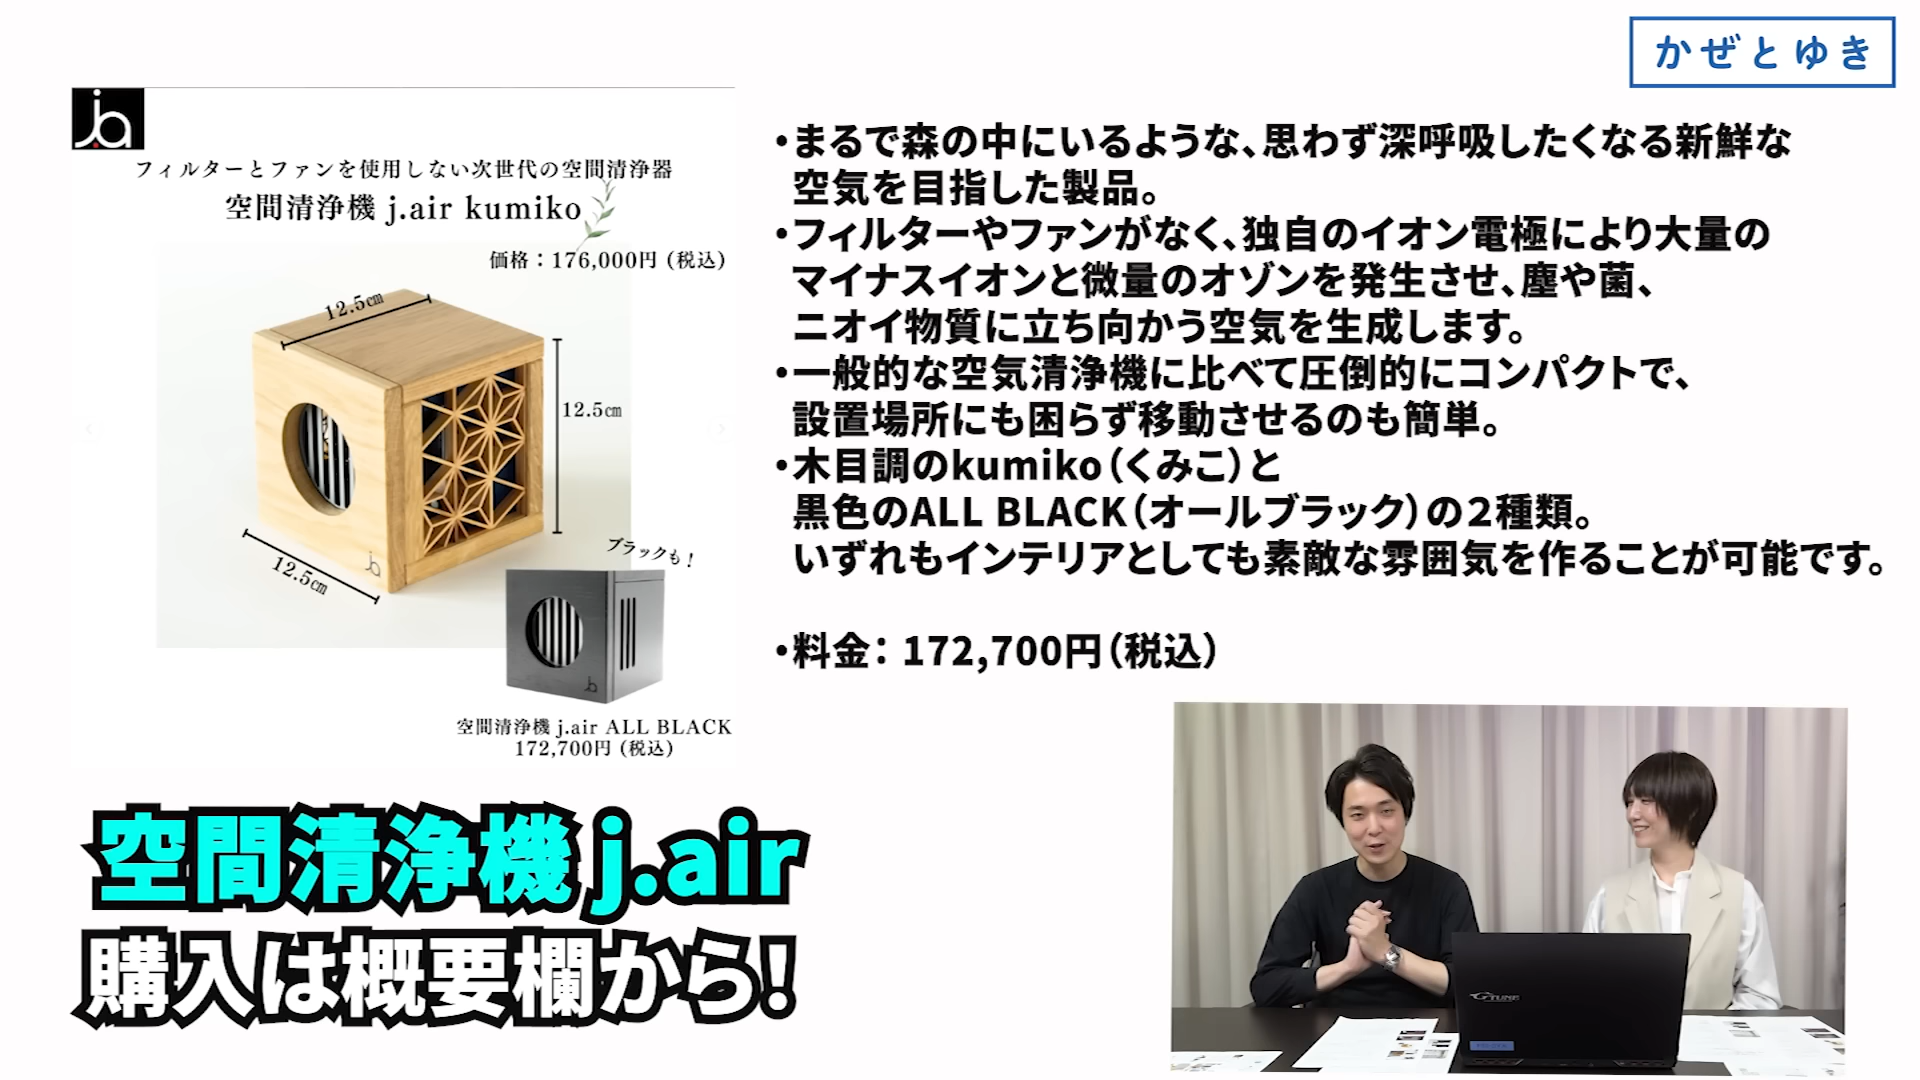 かぜとゆき
ja
フィルターとファンを使用しない次世代の空間清浄器
空間清浄機 j.air kumiko
価格：176,000円 (税込)
12.5㎝
12.5㎝
12.5㎝
ja
ブラックも！
ja
空間清浄機 j.air ALL BLACK
172,700円 (税込)
・まるで森の中にいるような、思わず深呼吸したくなる新鮮な
空気を目指した製品。
・フィルターやファンがなく、独自のイオン電極により大量の
マイナスイオンと微量のオゾンを発生させ、塵や菌、
ニオイ物質に立ち向かう空気を生成します。
・一般的な空気清浄機に比べて圧倒的にコンパクトで、
設置場所にも困らず移動させるのも簡単。
・木目調のkumiko（くみこ）と
黒色のALL BLACK（オールブラック）の２種類。
いずれもインテリアとしても素敵な雰囲気を作ることが可能です。
・料金： 172,700円（税込）
空間清浄機 j.air
購入は概要欄から！
G-TUNE